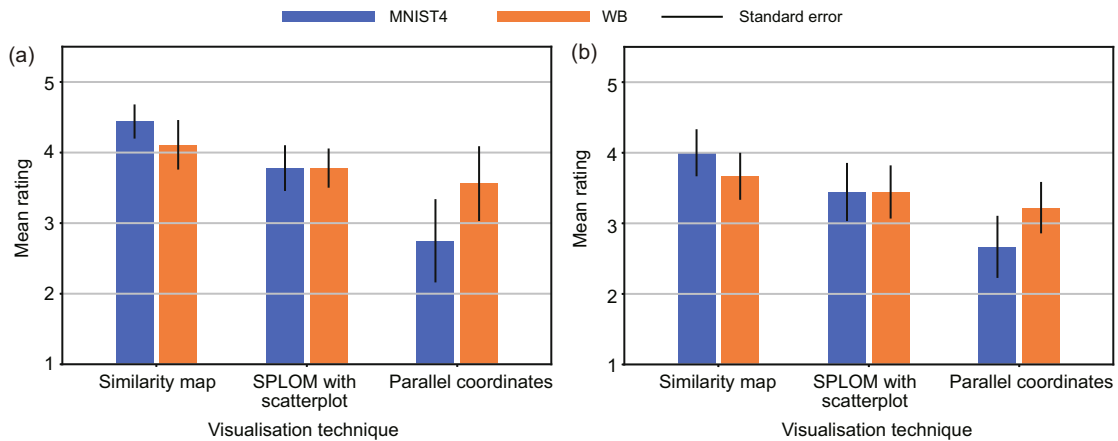 MNIST4 WB Standard error
(a)
Mean rating
5
4
3
2
1
Similarity map SPLOM with Parallel coordinates
scatterplot
Visualisation technique
(b)
Mean rating
5
4
3
2
1
Similarity map SPLOM with Parallel coordinates
scatterplot
Visualisation technique